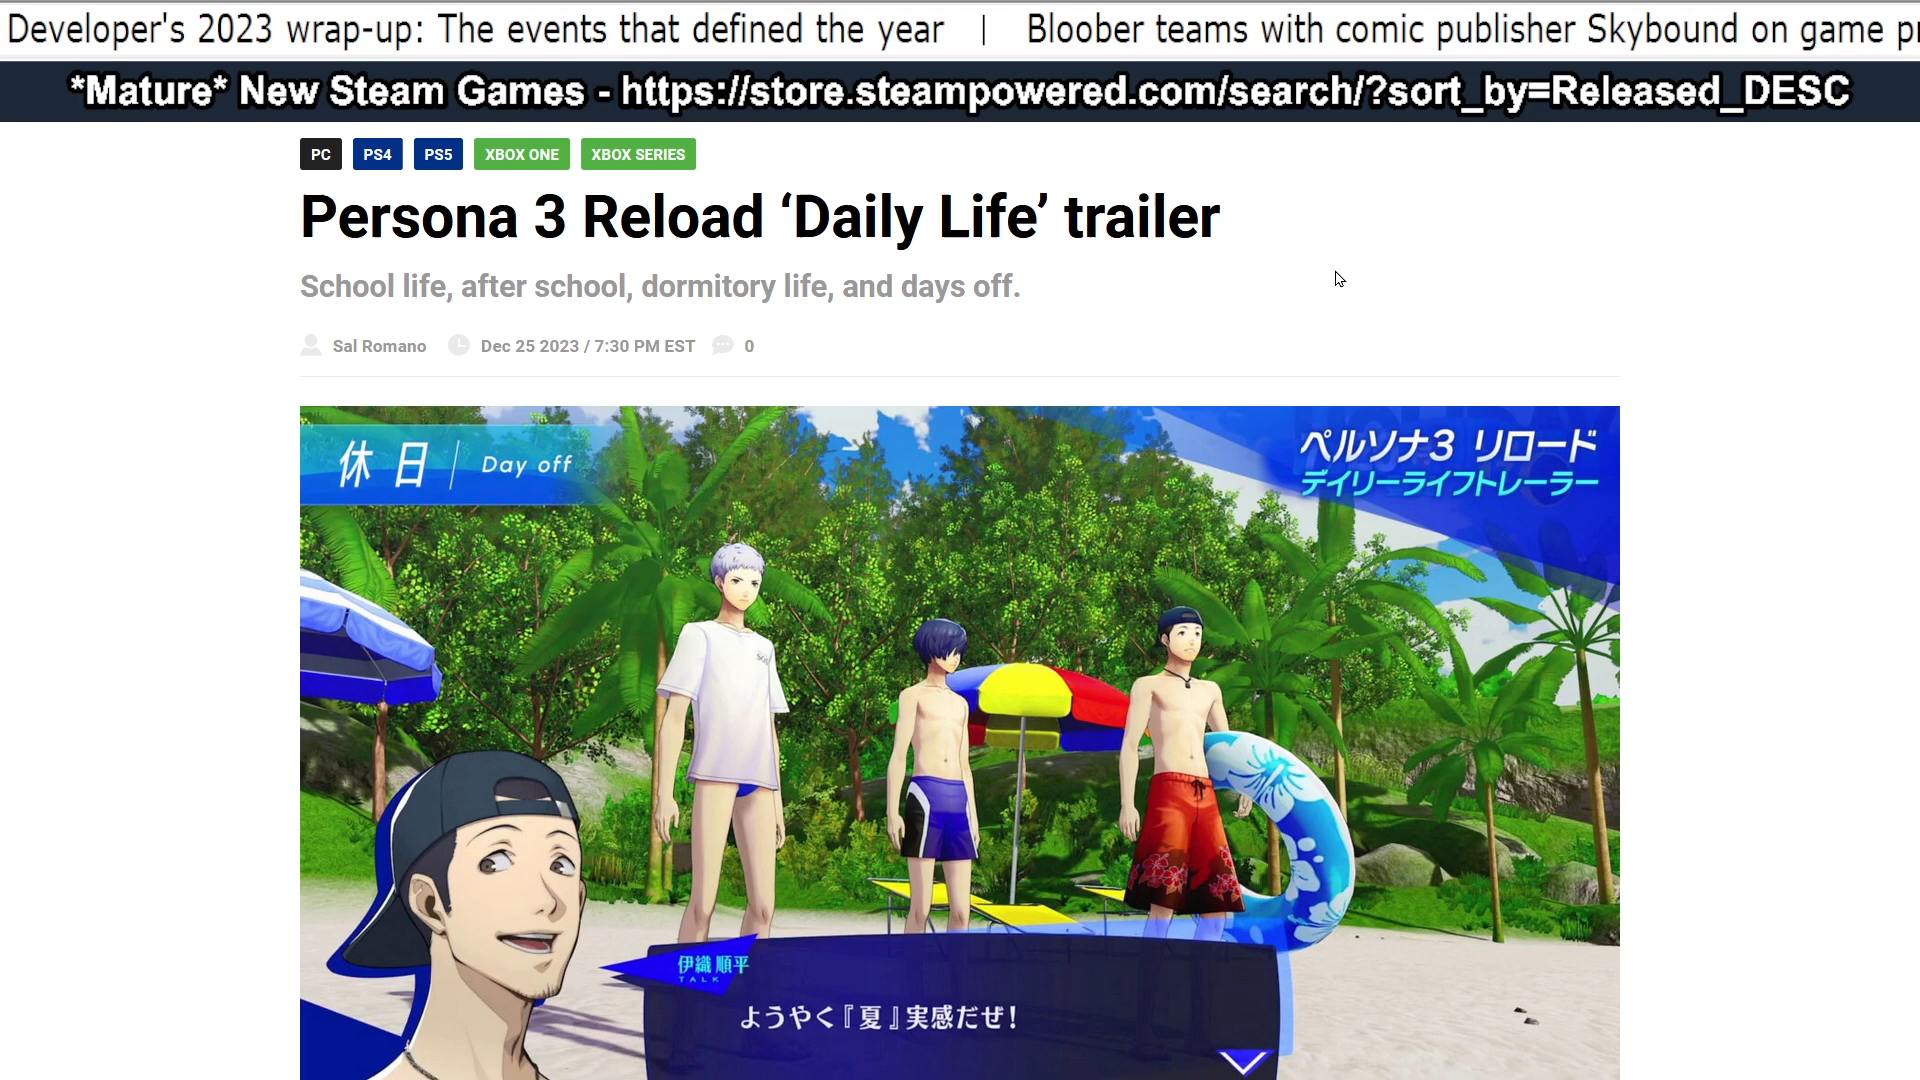 Developer's 2023 wrap-up: The events that defined the year | Bloober teams with comic publisher Skybound on game
*Mature* New Steam Games - https://store.steampowered.com/search/?sort_by=Released_DESC
PC PS4 PS5 XBOX ONE XBOX SERIES
Persona 3 Reload ‘Daily Life’ trailer
School life, after school, dormitory life, and days off.
Sal Romano Dec 25 2023 / 7:30 PM EST 0
休日 | Day off
ペルソナ3 リロード
デイリーライフトレーラー
伊織 順平
TALK
ようやく『夏』実感だぜ!